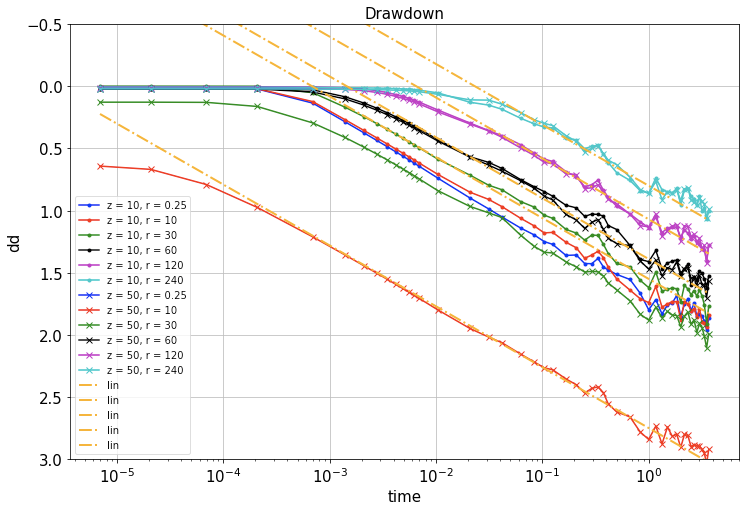 Drawdown
−0.5
0.0
0.5
1.0
1.5
2.0
2.5
3.0
dd
z = 10, r = 0.25
z = 10, r = 10
z = 10, r = 30
z = 10, r = 60
z = 10, r = 120
z = 10, r = 240
z = 50, r = 0.25
z = 50, r = 10
z = 50, r = 30
z = 50, r = 60
z = 50, r = 120
z = 50, r = 240
lin
lin
lin
lin
lin
10⁻⁵ 10⁻⁴ 10⁻³ 10⁻² 10⁻¹ 10⁰
time